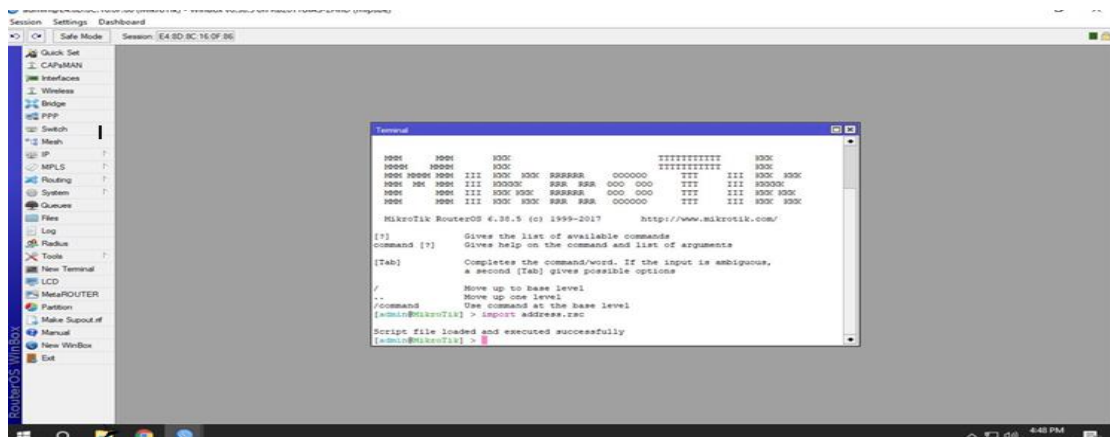 Session Settings Dashboard
Safe Mode Session: E4:8D:8C:16:0F:86
Quick Set
CAPsMAN
Interfaces
Wireless
Bridge
PPP
Switch
Mesh
IP
MPLS
Routing
System
Queues
Files
Log
Radius
Tools
New Terminal
LCD
MetaROUTER
Partition
Make Supout.rif
Manual
New WinBox
Exit
RouterOS WinBox
Terminal
MikroTik RouterOS 6.38.5 (c) 1999-2017 http://www.mikrotik.com/
[?] Gives the list of available commands
command [?] Gives help on the command and list of arguments
[Tab] Completes the command/word. If the input is ambiguous,
a second [Tab] gives possible options
/ Move up to base level
.. Move up one level
/command Use command at the base level
[admin@MikroTik] > import address.rsc
Script file loaded and executed successfully
[admin@MikroTik] >
4:48 PM